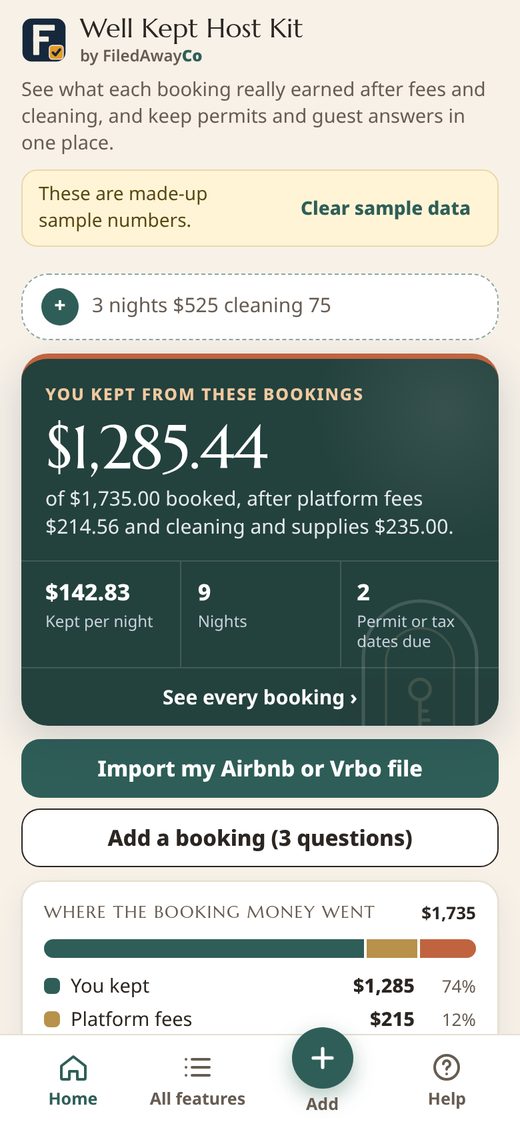 Well Kept Host Kit
by FiledAwayCo
See what each booking really earned after fees and
cleaning, and keep permits and guest answers in
one place.
These are made-up
sample numbers.
Clear sample data
+ 3 nights $525 cleaning 75
YOU KEPT FROM THESE BOOKINGS
$1,285.44
of $1,735.00 booked, after platform fees
$214.56 and cleaning and supplies $235.00.
$142.83
Kept per night
9
Nights
2
Permit or tax
dates due
See every booking ›
Import my Airbnb or Vrbo file
Add a booking (3 questions)
WHERE THE BOOKING MONEY WENT $1,735
You kept $1,285 74%
Platform fees $215 12%
Home
All features
+
Add
?
Help